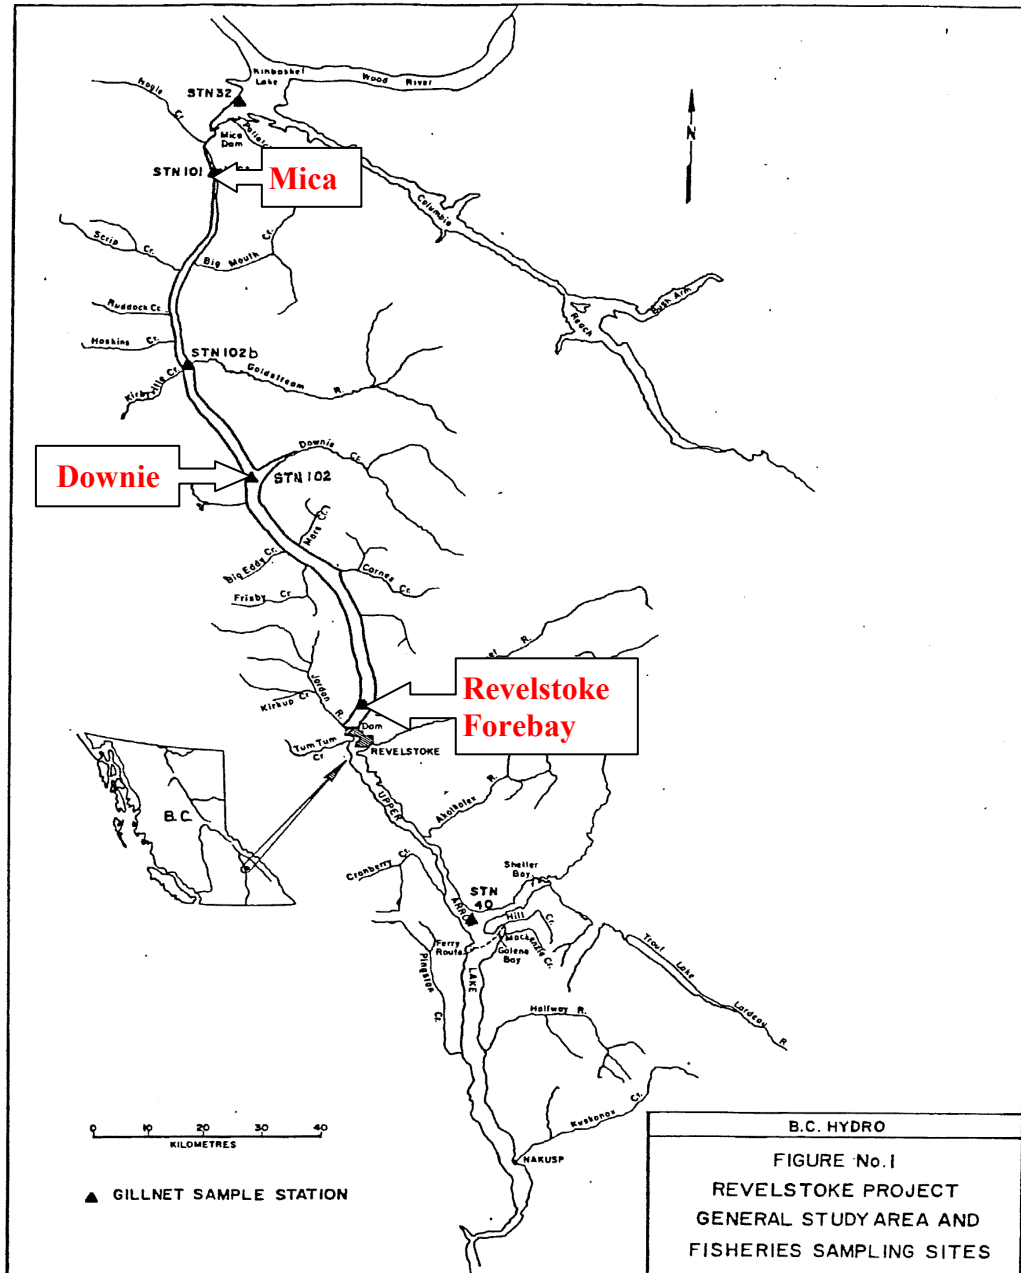 Kinbasket
Lake
Wood River
Hogle Cr.
STN 32
Mica
Dam
STN 101
Mica
N
Columbia
Reach
Bush Arm
Scrip Cr.
Big Mouth Cr.
Ruddock Cr.
Hoskins Cr.
STN 102b
Goldstream R.
Kirbyville Cr.
Downie Cr.
Downie
STN 102
Mars Cr.
Big Eddy Cr.
Carnes Cr.
Frisby Cr.
R.
Jordan R.
Kirkup Cr.
Revelstoke
Forebay
Dam
Tum Tum
Cr.
REVELSTOKE
B.C.
UPPER
Akolkolex R.
Cranberry Cr.
Shelter
Bay
STN
40
ARRO
Hill Cr.
Mackenzie Cr.
Ferry
Route
Galena
Bay
Pingston Cr.
LAKE
Trout Lake
Lardeau R.
Halfway R.
Kuskanax Cr.
NAKUSP
0 10 20 30 40
KILOMETRES
▲ GILLNET SAMPLE STATION
B.C. HYDRO
FIGURE No. 1
REVELSTOKE PROJECT
GENERAL STUDY AREA AND
FISHERIES SAMPLING SITES